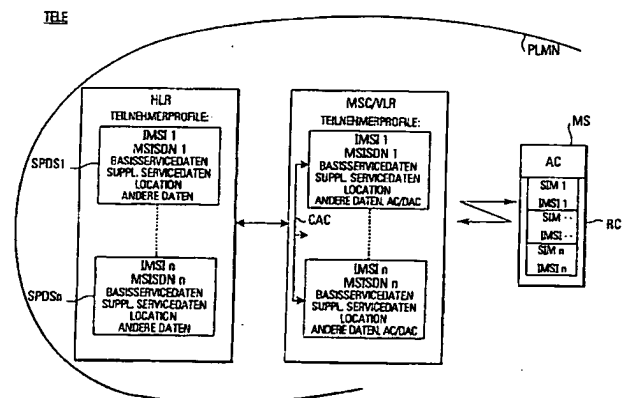 TELE
PLMN
HLR
TEILNEHMERPROFILE:
IMSI 1
MSISDN 1
BASISSERVICEDATEN
SUPPL. SERVICEDATEN
LOCATION
ANDERE DATEN
SPDS1
IMSI n
MSISDN n
BASISSERVICEDATEN
SUPPL. SERVICEDATEN
LOCATION
ANDERE DATEN
SPDSn
MSC/VLR
TEILNEHMERPROFILE:
IMSI 1
MSISDN 1
BASISSERVICEDATEN
SUPPL. SERVICEDATEN
LOCATION
ANDERE DATEN, AC/DAC
CAC
IMSI n
MSISDN n
BASISSERVICEDATEN
SUPPL. SERVICEDATEN
LOCATION
ANDERE DATEN, AC/DAC
MS
AC
SIM 1
IMSI 1
SIM ··
IMSI ··
SIM n
IMSI n
RC